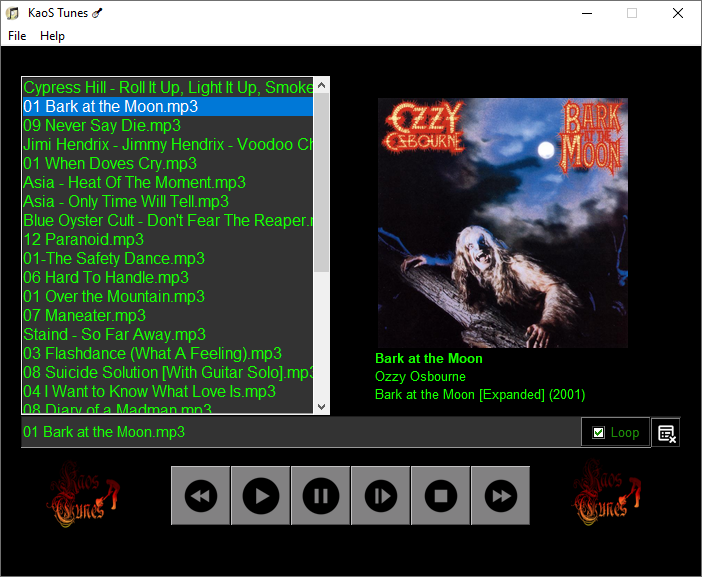 KaoS Tunes
File Help
Cypress Hill - Roll It Up, Light It Up, Smoke
01 Bark at the Moon.mp3
09 Never Say Die.mp3
Jimi Hendrix - Jimmy Hendrix - Voodoo Ch
01 When Doves Cry.mp3
Asia - Heat Of The Moment.mp3
Asia - Only Time Will Tell.mp3
Blue Oyster Cult - Don't Fear The Reaper.m
12 Paranoid.mp3
01-The Safety Dance.mp3
06 Hard To Handle.mp3
01 Over the Mountain.mp3
07 Maneater.mp3
Staind - So Far Away.mp3
03 Flashdance (What A Feeling).mp3
08 Suicide Solution [With Guitar Solo].mp3
04 I Want to Know What Love Is.mp3
08 Diary of a Madman.mp3
OZZY
OSBOURNE
BARK
AT THE
MOON
Bark at the Moon
Ozzy Osbourne
Bark at the Moon [Expanded] (2001)
01 Bark at the Moon.mp3
Loop
Kaos
Tunes
Kaos
Tunes